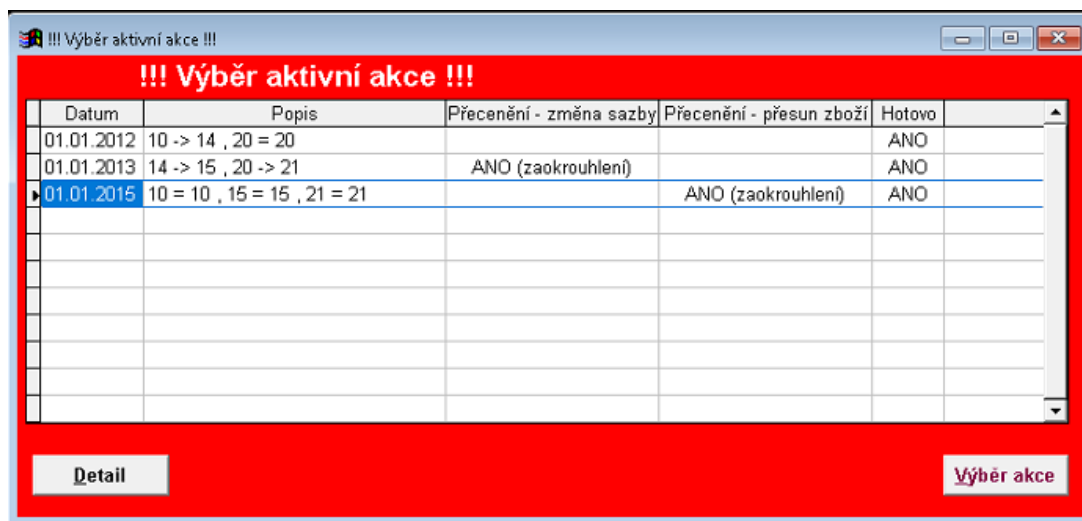 !!! Výběr aktivní akce !!!
!!! Výběr aktivní akce !!!
Datum Popis Přecenění - změna sazby Přecenění - přesun zboží Hotovo
01.01.2012 10 -> 14 , 20 = 20 ANO
01.01.2013 14 -> 15 , 20 -> 21 ANO (zaokrouhlení) ANO
01.01.2015 10 = 10 , 15 = 15 , 21 = 21 ANO (zaokrouhlení) ANO
Detail Výběr akce